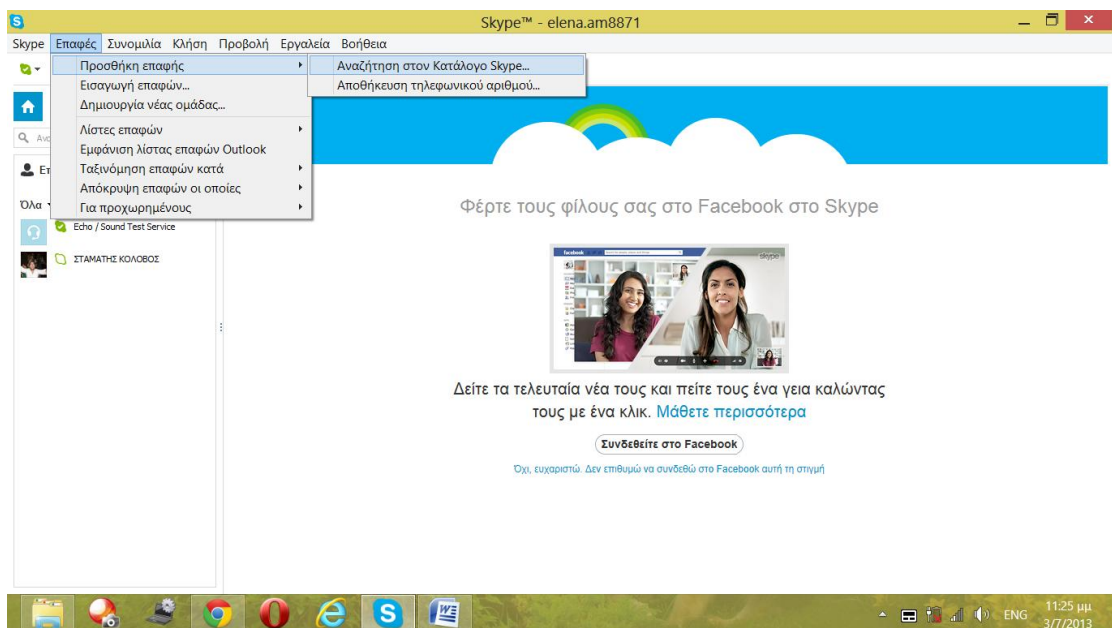 Skype™ - elena.am8871
Skype Επαφές Συνομιλία Κλήση Προβολή Εργαλεία Βοήθεια
Προσθήκη επαφής
Αναζήτηση στον Κατάλογο Skype...
Εισαγωγή επαφών...
Αποθήκευση τηλεφωνικού αριθμού...
Δημιουργία νέας ομάδας...
Λίστες επαφών
Εμφάνιση λίστας επαφών Outlook
Ταξινόμηση επαφών κατά
Απόκρυψη επαφών οι οποίες
Για προχωρημένους
Όλα
Echo / Sound Test Service
ΣΤΑΜΑΤΗΣ ΚΟΛΟΒΟΣ
Φέρτε τους φίλους σας στο Facebook στο Skype
facebook
skype
Δείτε τα τελευταία νέα τους και πείτε τους ένα γεια καλώντας
τους με ένα κλικ. Μάθετε περισσότερα
Συνδεθείτε στο Facebook
Όχι, ευχαριστώ. Δεν επιθυμώ να συνδεθώ στο Facebook αυτή τη στιγμή
ENG
11:25 μμ
3/7/2013